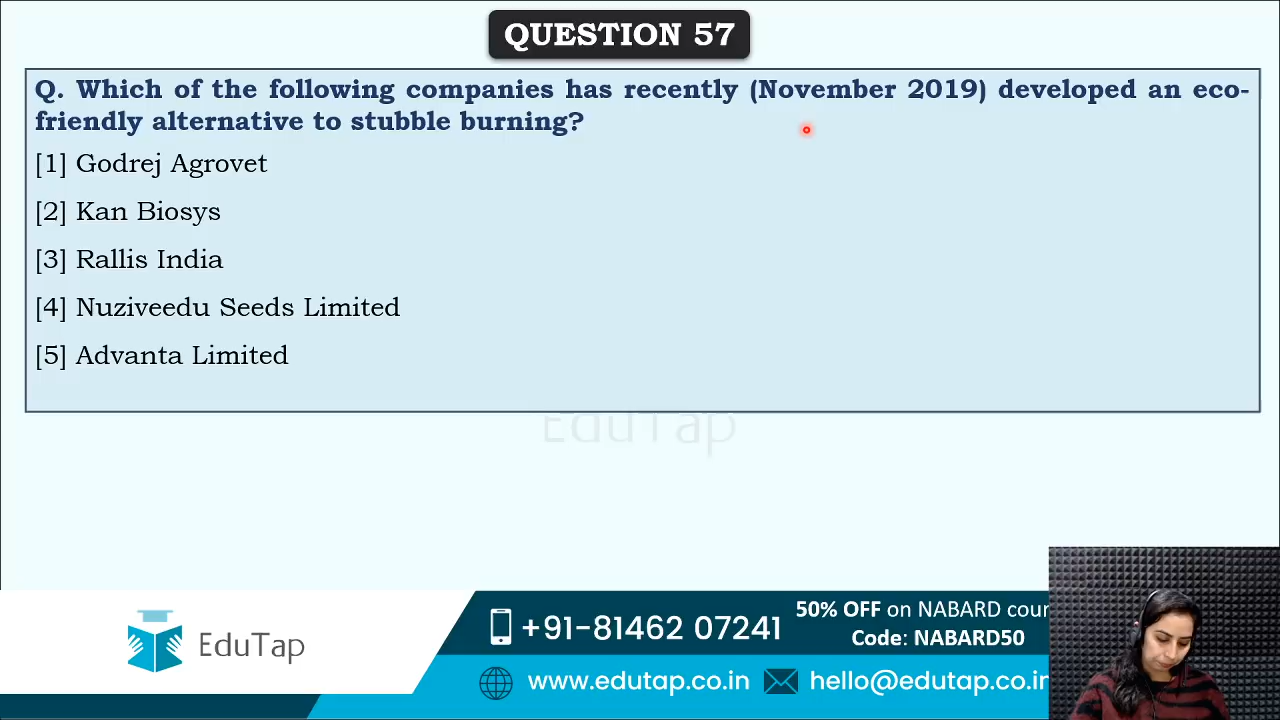 QUESTION 57
Q. Which of the following companies has recently (November 2019) developed an eco-
friendly alternative to stubble burning?
[1] Godrej Agrovet
[2] Kan Biosys
[3] Rallis India
[4] Nuziveedu Seeds Limited
[5] Advanta Limited
EduTap
EduTap
+91-81462 07241
50% OFF on NABARD cour
Code: NABARD50
www.edutap.co.in
hello@edutap.co.in